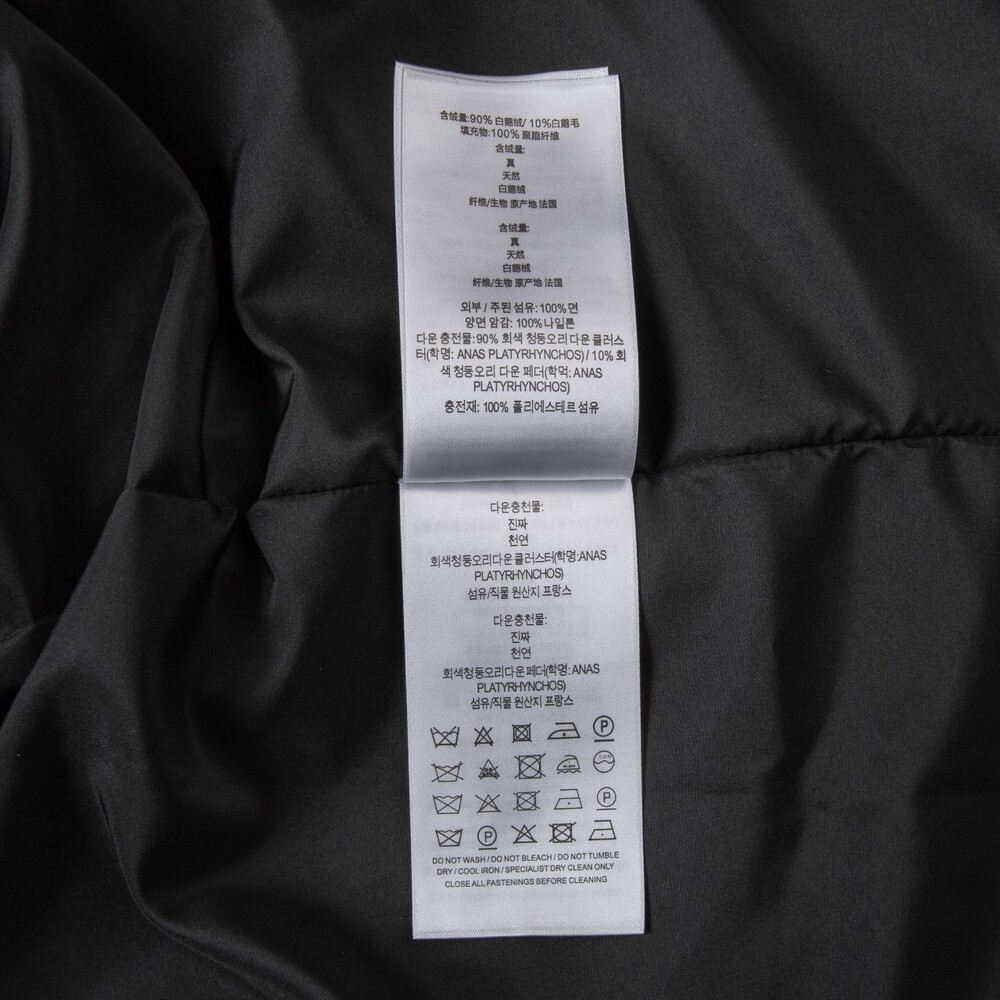 含绒量:90% 白鹅绒/ 10%白鹅毛
填充物:100% 聚酯纤维
含绒量:
真
天然
白鹅绒
纤维/生物 原产地 法国
含绒量:
真
天然
白鹅绒
纤维/生物 原产地 法国
외부 / 주된 섬유: 100% 면
양면 암감: 100% 나일론
다운 충전물: 90% 회색 청둥오리 다운 클러스
터(학명: ANAS PLATYRHYNCHOS) / 10% 회
색 청둥오리 다운 페더(학먹: ANAS
PLATYRHYNCHOS)
충전재: 100% 폴리에스테르 섬유
다운충천물:
진짜
천연
회색청둥오리다운 클러스터(학명:ANAS
PLATYRHYNCHOS)
섬유/직물 원산지 프랑스
다운충천물:
진짜
천연
회색청둥오리다운 페더(학명: ANAS
PLATYRHYNCHOS)
섬유/직물 원산지 프랑스
P
P
P
DO NOT WASH / DO NOT BLEACH / DO NOT TUMBLE
DRY / COOL IRON / SPECIALIST DRY CLEAN ONLY
CLOSE ALL FASTENINGS BEFORE CLEANING